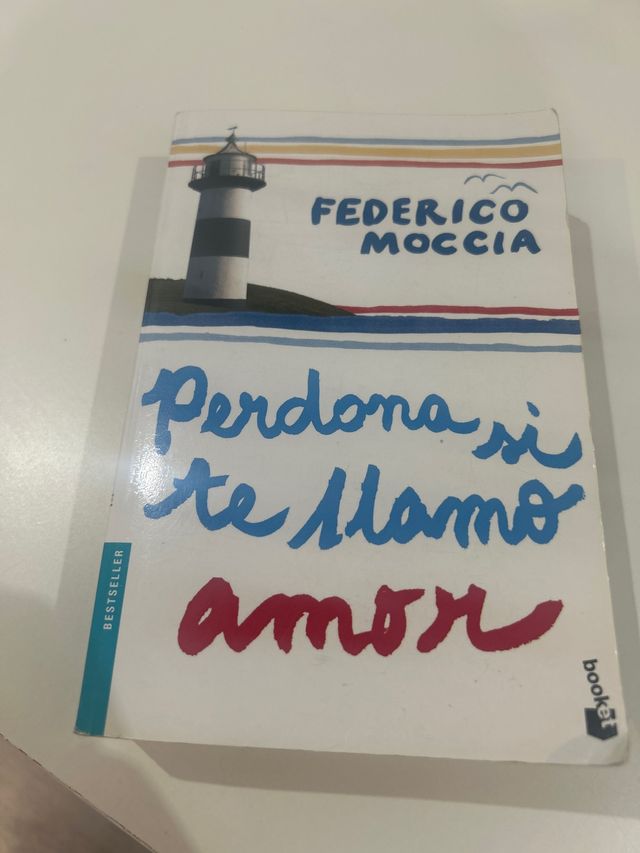 FEDERICO
MOCCIA
Perdona si
te llamo
amor
BESTSELLER
booket